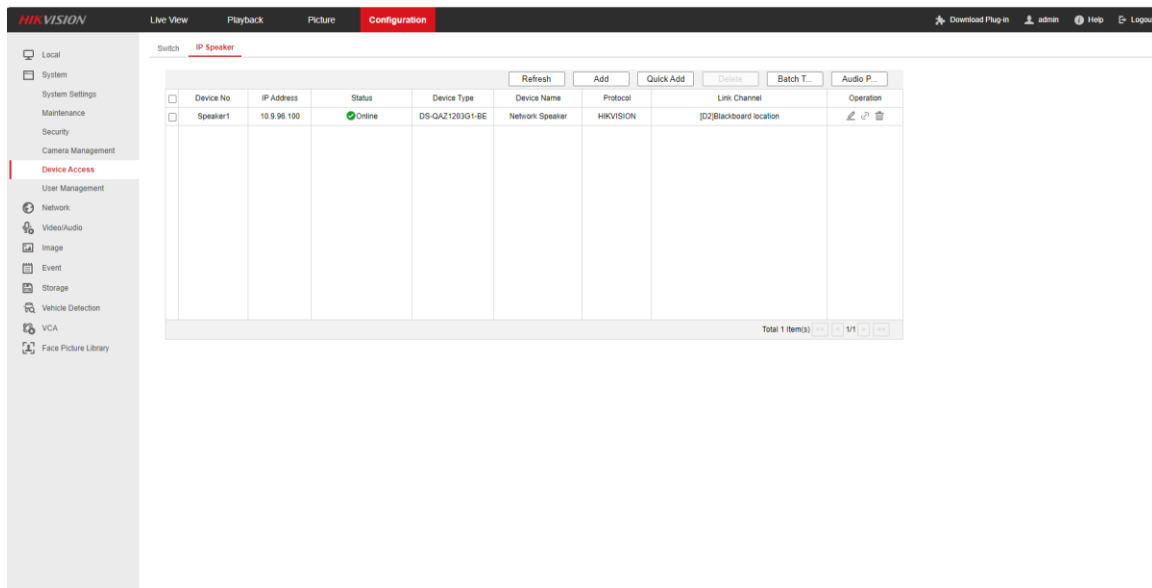 HIKVISION Live View Playback Picture Configuration Download Plug-in admin Help Logou
Switch IP Speaker
Local
System
System Settings
Maintenance
Security
Camera Management
Device Access
User Management
Network
Video/Audio
Image
Event
Storage
Vehicle Detection
VCA
Face Picture Library
Refresh Add Quick Add Delete Batch T... Audio P...
Device No. IP Address Status Device Type Device Name Protocol Link Channel Operation
Speaker1 10.9.96.100 Online DS-QAZ1203G1-BE Network Speaker HIKVISION [D2]Blackboard location
Total 1 Item(s) << < 1/1 > >>